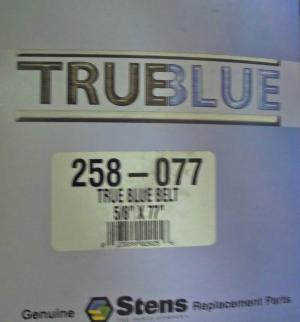 TRUEBLUE
258-077
TRUE BLUE BELT
5/8" X 77"
Genuine Stens Replacement Parts